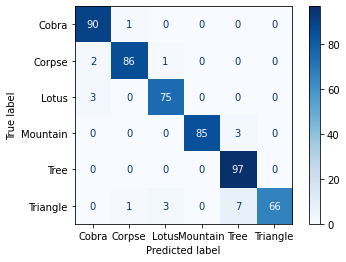 Cobra 90 1 0 0 0 0
Corpse 2 86 1 0 0 0
Lotus 3 0 75 0 0 0
Mountain 0 0 0 85 3 0
Tree 0 0 0 0 97 0
Triangle 0 1 3 0 7 66
Cobra Corpse Lotus Mountain Tree Triangle
Predicted label
True label
80
60
40
20
0